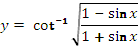 y = cot⁻¹ √((1 − sin x)/(1 + sin x))